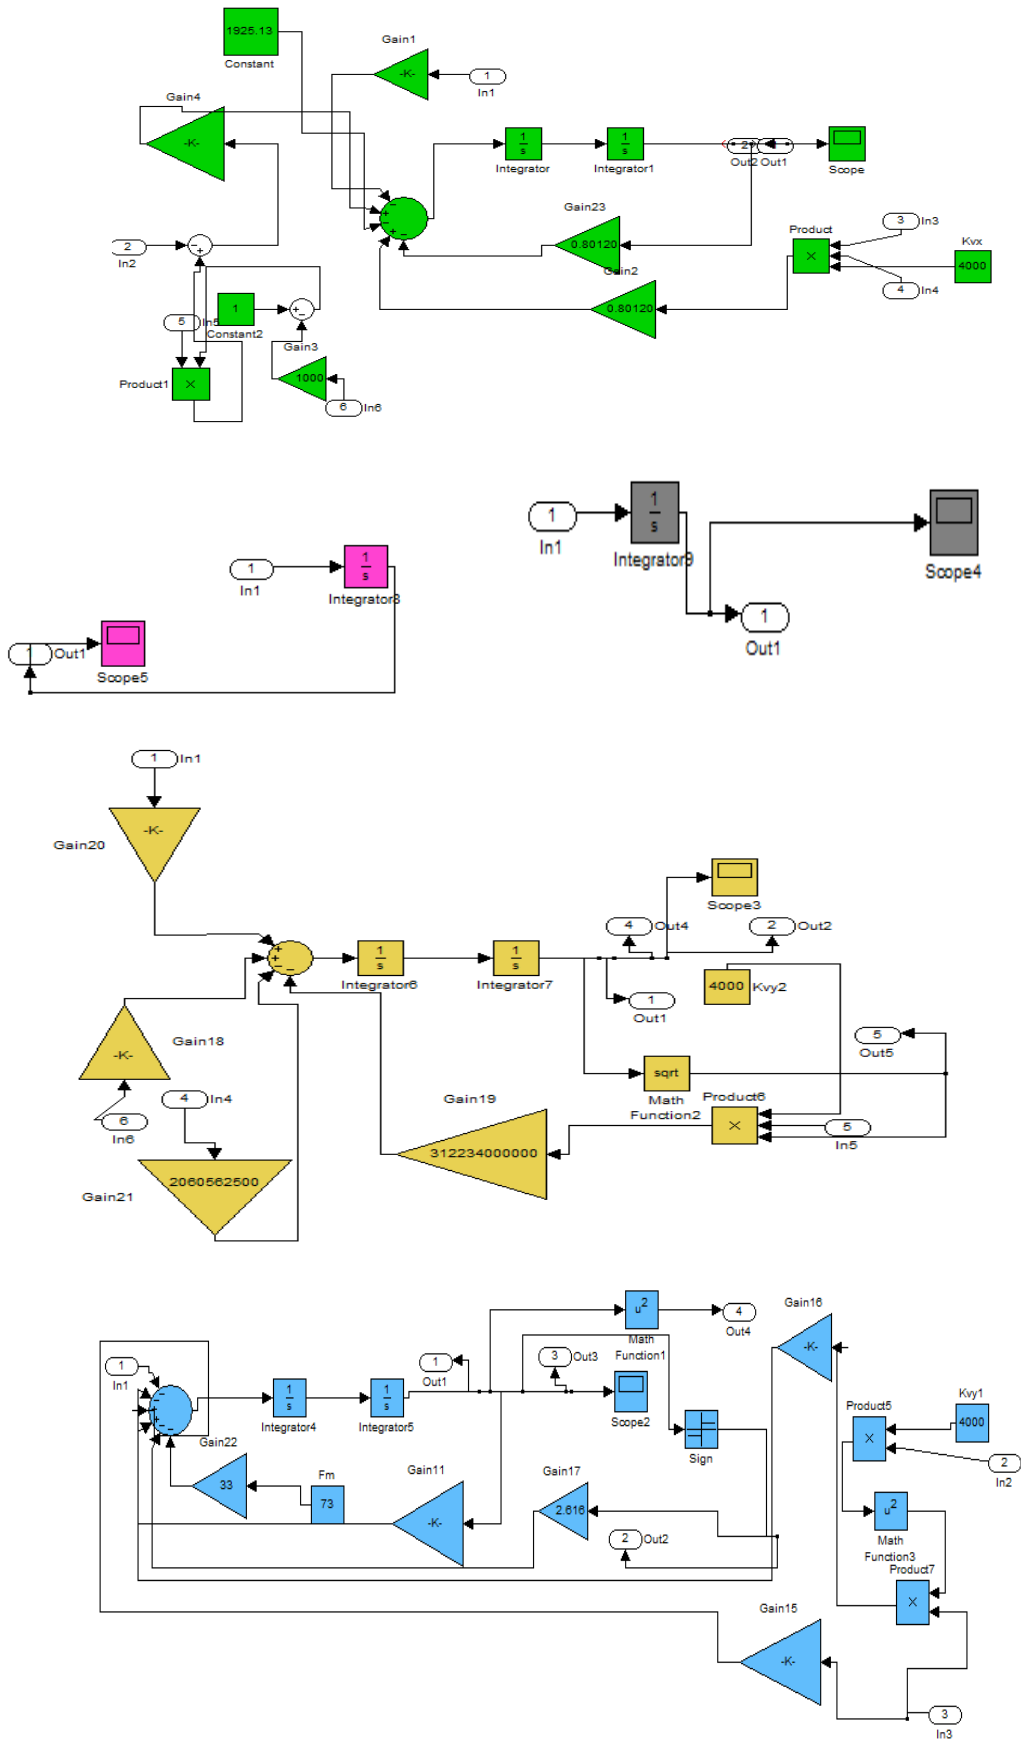 1925.13
Constant
Gain1
-K-
1
In1
Gain4
-K-
1
s
Integrator
1
s
Integrator1
2
Out2
Out1
Scope
Gain23
0.80120
Gain2
0.80120
Product
×
3
In3
4
In4
Kvx
4000
2
In2
5
In5
1
Constant2
Gain3
1000
6
In6
Product1
×
1
In1
1
s
Integrator8
1
Out1
Scope5
1
In1
1
s
Integrator9
Scope4
1
Out1
1
In1
-K-
Gain20
Scope3
4
Out4
2
Out2
1
s
Integrator6
1
s
Integrator7
4000
Kvy2
1
Out1
5
Out5
-K-
Gain18
sqrt
Math
Function2
Product6
×
5
In5
Gain19
312234000000
4
In4
6
In6
2060562500
Gain21
u²
Math
Function1
4
Out4
Gain16
-K-
1
In1
1
Out1
3
Out3
1
s
Integrator4
1
s
Integrator5
Scope2
Sign
Product5
×
Kvy1
4000
2
In2
Gain22
33
Fm
73
Gain11
-K-
Gain17
2.616
2
Out2
u²
Math
Function3
Product7
×
Gain15
-K-
3
In3